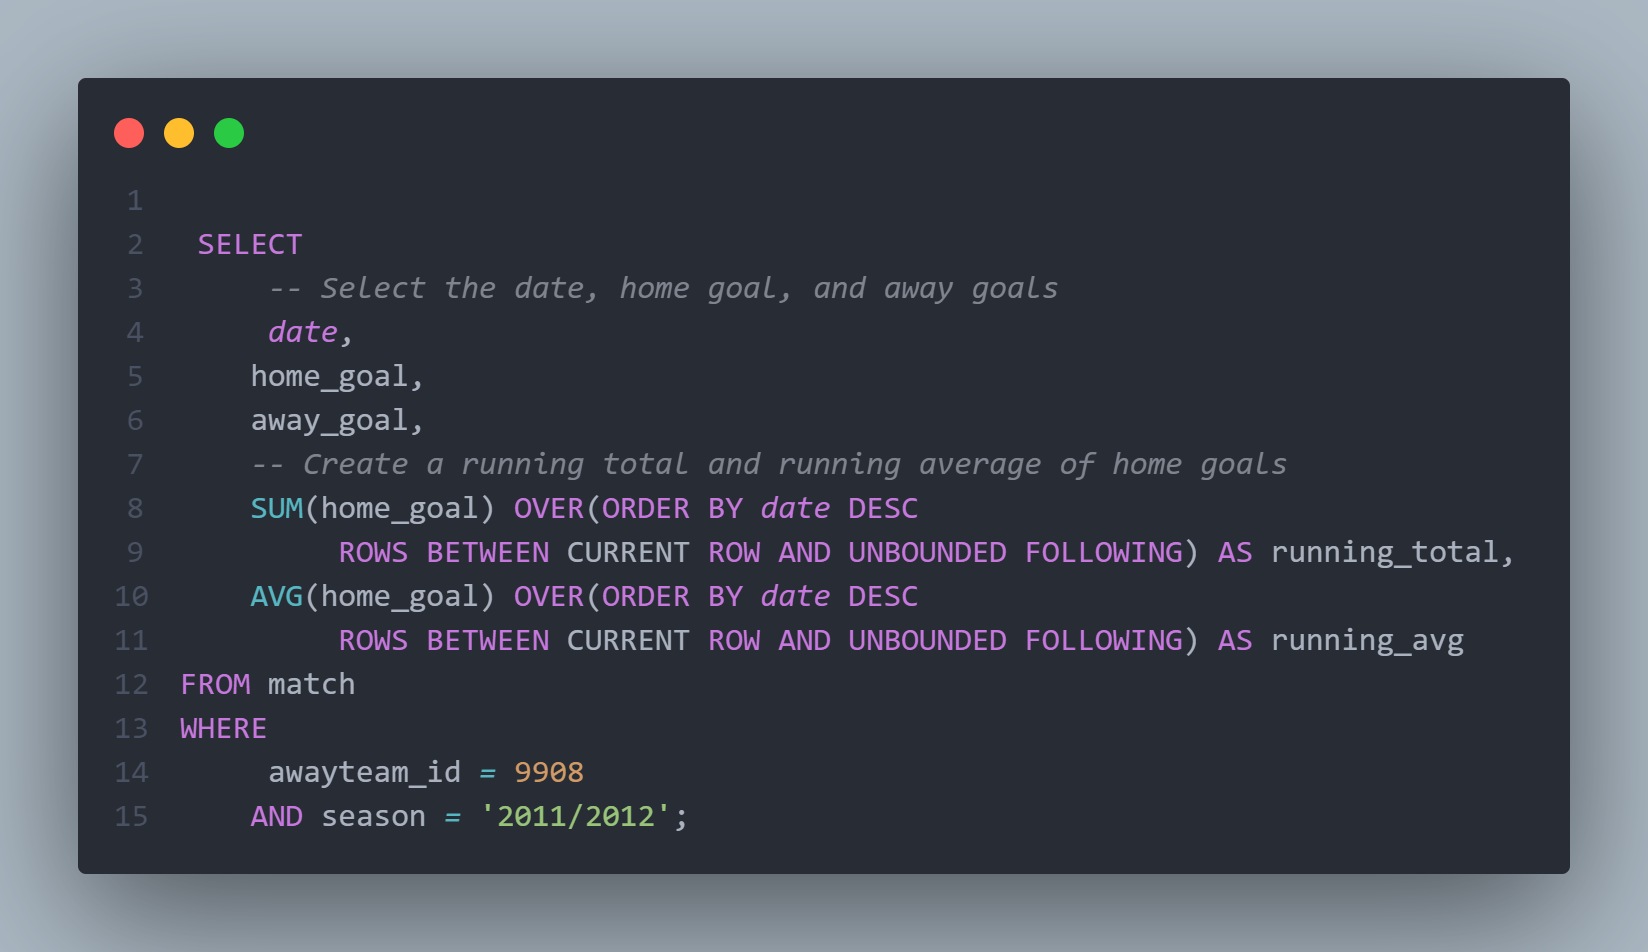 1
2 SELECT
3 -- Select the date, home goal, and away goals
4 date,
5 home_goal,
6 away_goal,
7 -- Create a running total and running average of home goals
8 SUM(home_goal) OVER(ORDER BY date DESC
9 ROWS BETWEEN CURRENT ROW AND UNBOUNDED FOLLOWING) AS running_total,
10 AVG(home_goal) OVER(ORDER BY date DESC
11 ROWS BETWEEN CURRENT ROW AND UNBOUNDED FOLLOWING) AS running_avg
12 FROM match
13 WHERE
14 awayteam_id = 9908
15 AND season = '2011/2012';